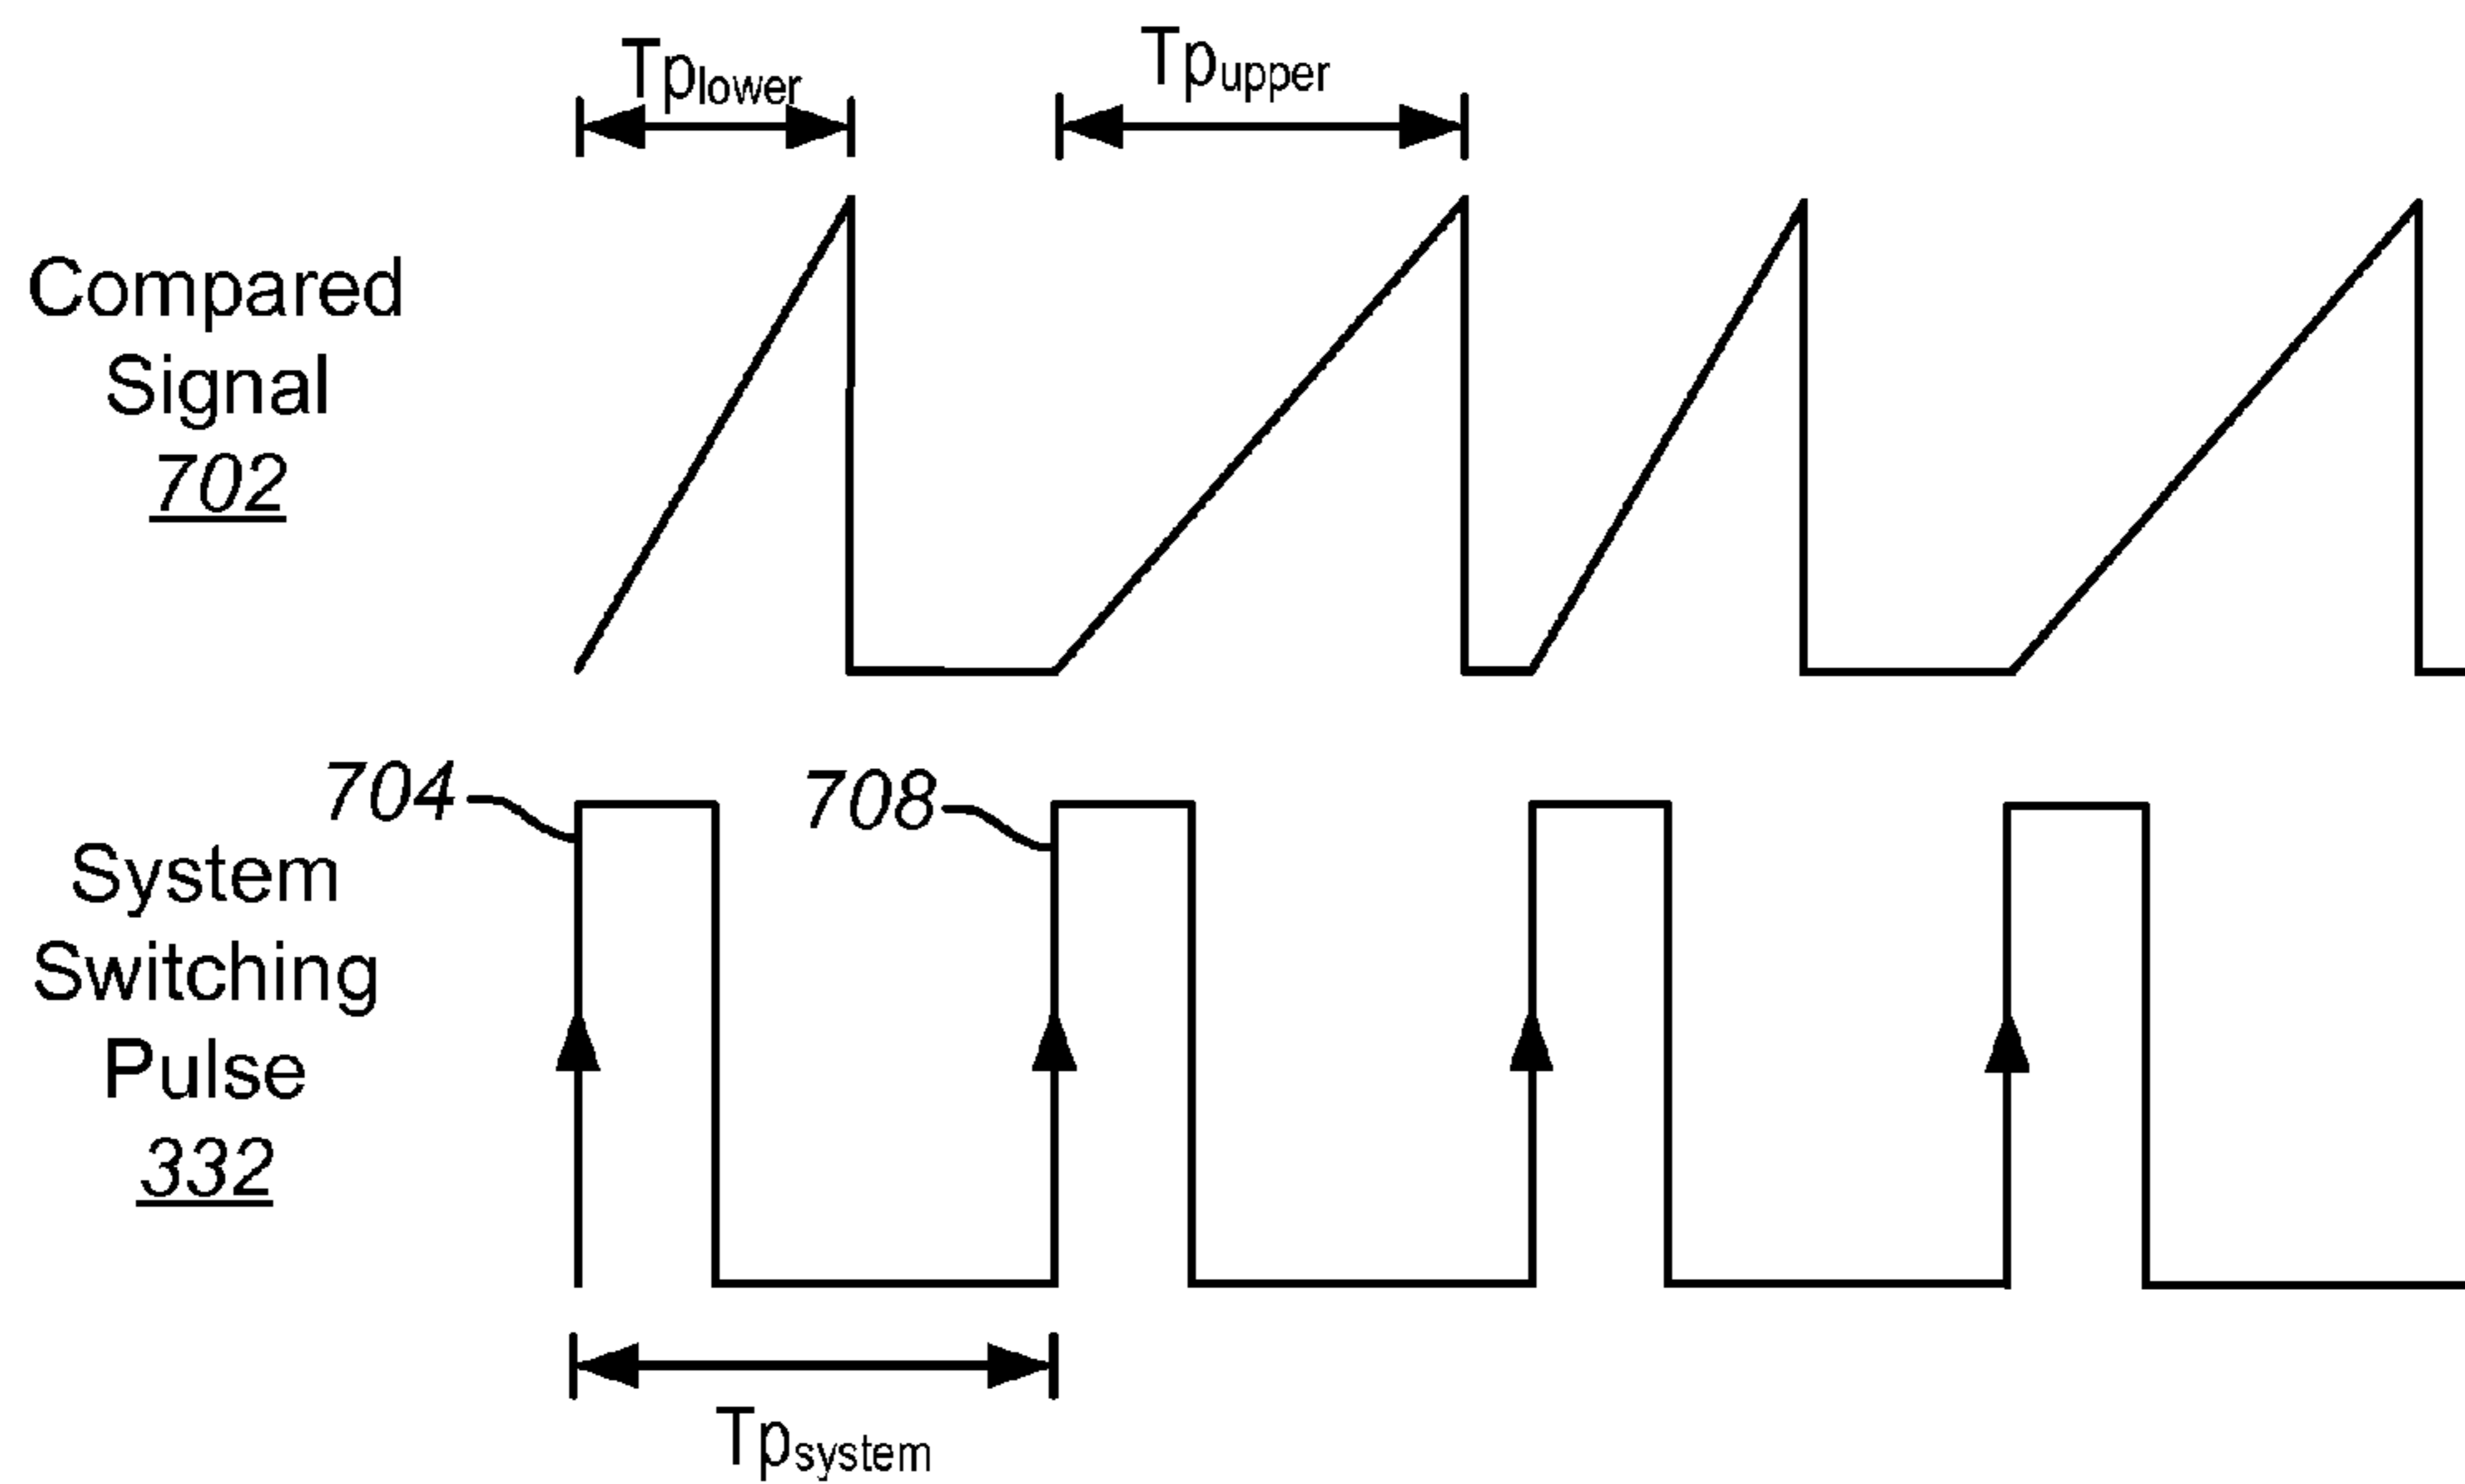 Tplower
Tpupper
Compared
Signal
702
704
708
System
Switching
Pulse
332
Tpsystem